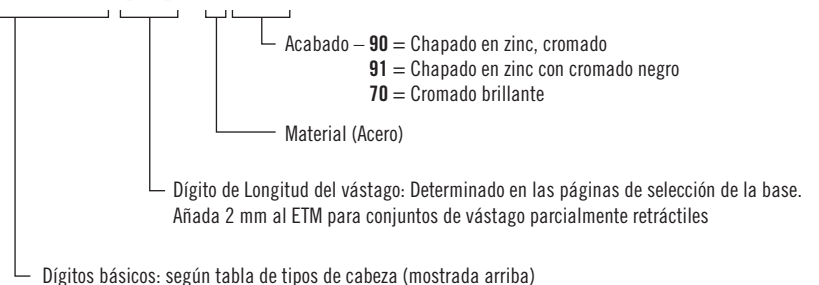 Acabado – 90 = Chapado en zinc, cromado
91 = Chapado en zinc con cromado negro
70 = Cromado brillante
Material (Acero)
Dígito de Longitud del vástago: Determinado en las páginas de selección de la base.
Añada 2 mm al ETM para conjuntos de vástago parcialmente retráctiles
Dígitos básicos: según tabla de tipos de cabeza (mostrada arriba)